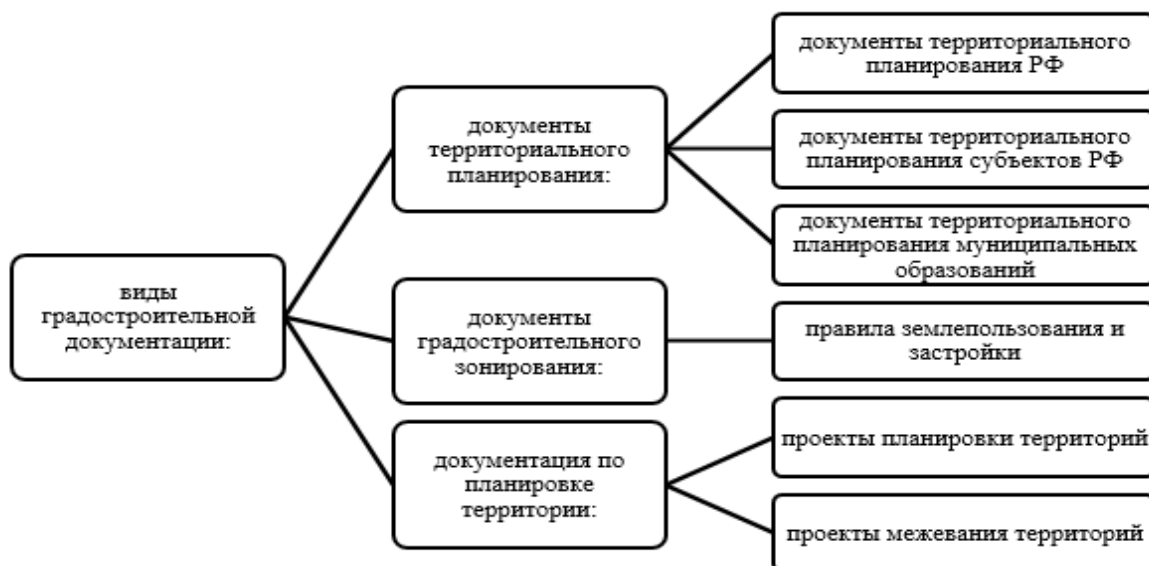 виды
градостроительной
документации:
документы
территориального
планирования:
документы территориального
планирования РФ
документы территориального
планирования субъектов РФ
документы территориального
планирования муниципальных
образований
документы
градостроительного
зонирования:
правила землепользования и
застройки
документация по
планировке
территории:
проекты планировки территорий
проекты межевания территорий